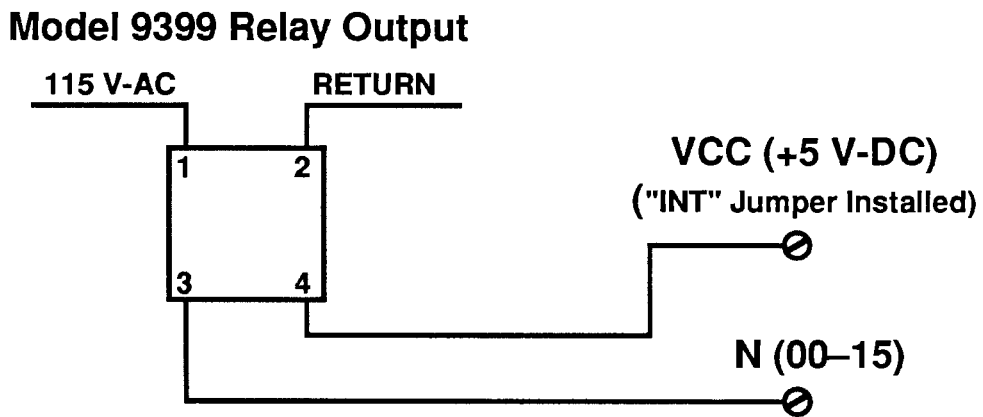 Model 9399 Relay Output
115 V-AC
RETURN
1
2
VCC (+5 V-DC)
("INT" Jumper Installed)
3
4
N (00–15)